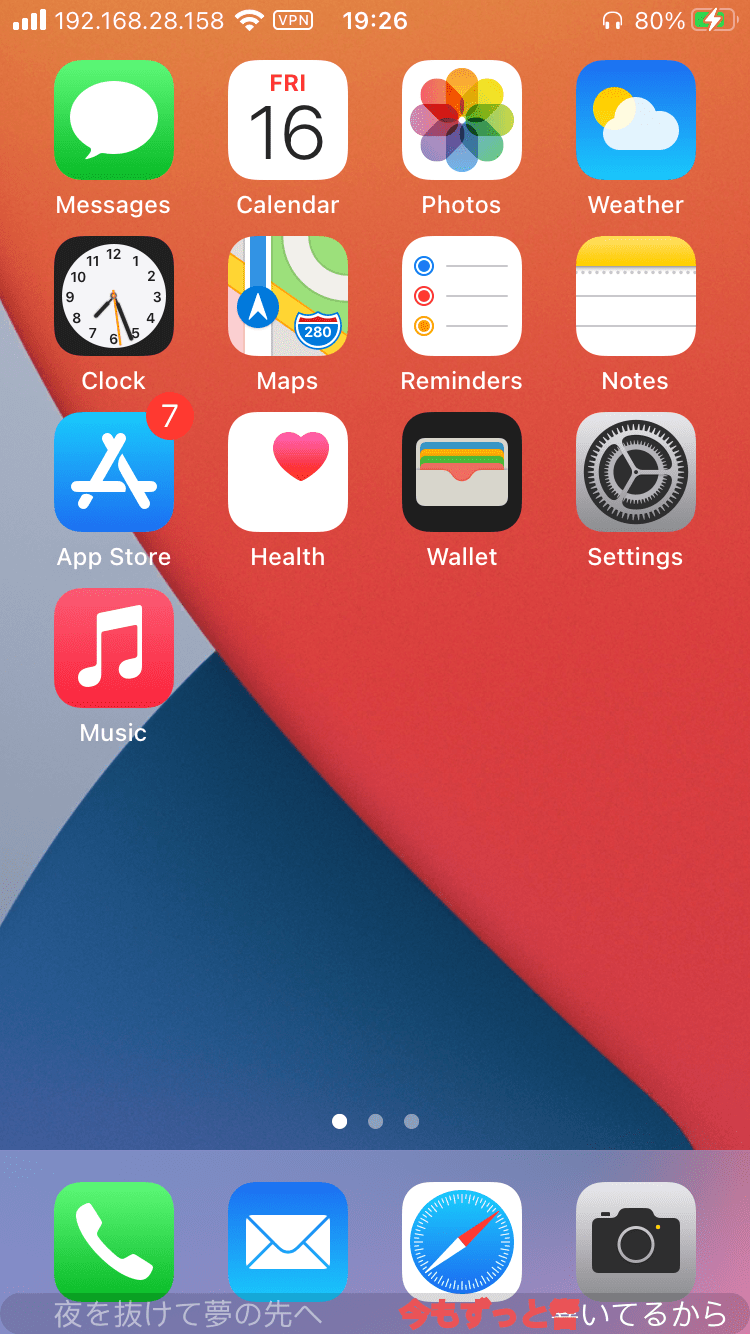 192.168.28.158 VPN 19:26 80%
FRI
16
Messages Calendar Photos Weather
12
11 1
10 2
9 3
8 4
7 5
6
280
Clock Maps Reminders Notes
7
App Store Health Wallet Settings
Music
夜を抜けて夢の先へ 今もずっと響いてるから